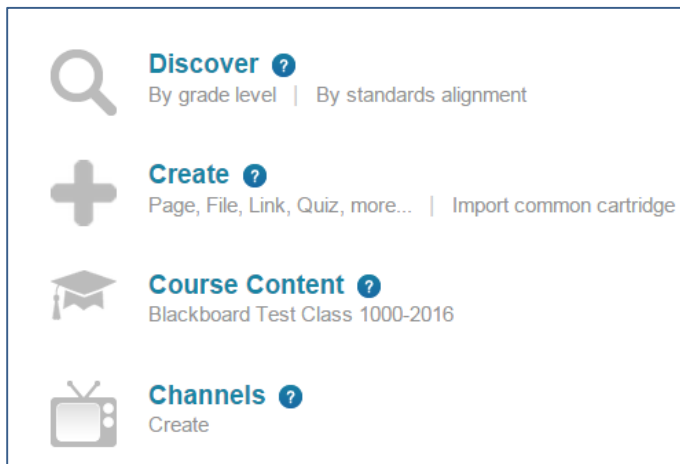 Discover ?
By grade level | By standards alignment
Create ?
Page, File, Link, Quiz, more... | Import common cartridge
Course Content ?
Blackboard Test Class 1000-2016
Channels ?
Create